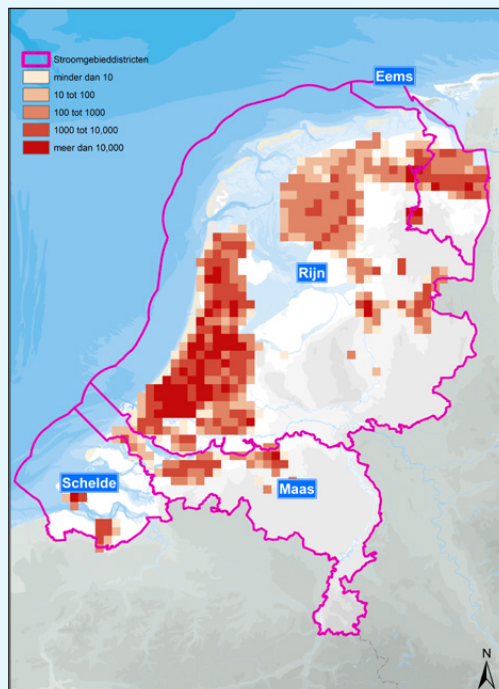 Stroomgebieddistricten
minder dan 10
10 tot 100
100 tot 1000
1000 tot 10,000
meer dan 10,000
Eems
Rijn
Schelde
Maas
N